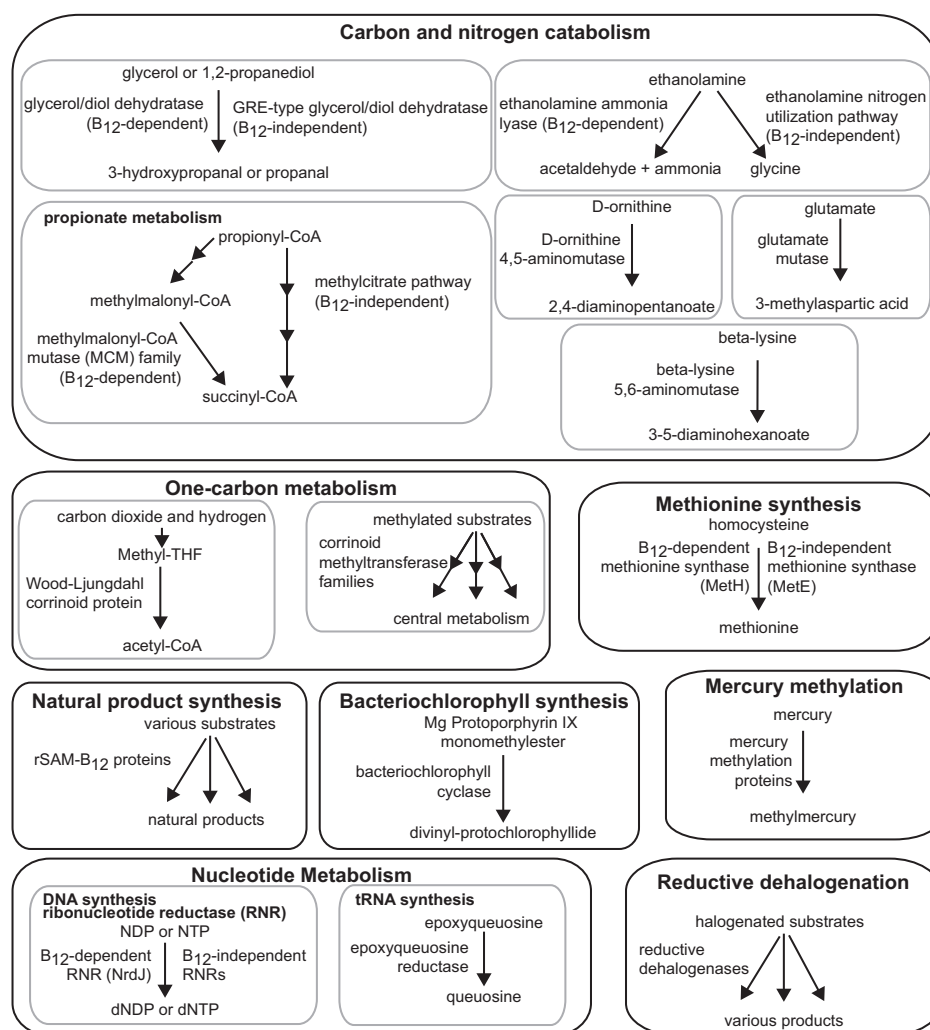 Carbon and nitrogen catabolism
glycerol or 1,2-propanediol
glycerol/diol dehydratase
(B12-dependent)
GRE-type glycerol/diol dehydratase
(B12-independent)
3-hydroxypropanal or propanal
ethanolamine
ethanolamine ammonia
lyase (B12-dependent)
ethanolamine nitrogen
utilization pathway
(B12-independent)
acetaldehyde + ammonia
glycine
propionate metabolism
propionyl-CoA
methylcitrate pathway
(B12-independent)
methylmalonyl-CoA
methylmalonyl-CoA
mutase (MCM) family
(B12-dependent)
succinyl-CoA
D-ornithine
D-ornithine
4,5-aminomutase
2,4-diaminopentanoate
glutamate
glutamate
mutase
3-methylaspartic acid
beta-lysine
beta-lysine
5,6-aminomutase
3-5-diaminohexanoate
One-carbon metabolism
carbon dioxide and hydrogen
Methyl-THF
Wood-Ljungdahl
corrinoid protein
acetyl-CoA
methylated substrates
corrinoid
methyltransferase
families
central metabolism
Methionine synthesis
homocysteine
B12-dependent
methionine synthase
(MetH)
B12-independent
methionine synthase
(MetE)
methionine
Natural product synthesis
various substrates
rSAM-B12 proteins
natural products
Bacteriochlorophyll synthesis
Mg Protoporphyrin IX
monomethylester
bacteriochlorophyll
cyclase
divinyl-protochlorophyllide
Mercury methylation
mercury
mercury
methylation
proteins
methylmercury
Nucleotide Metabolism
DNA synthesis
ribonucleotide reductase (RNR)
NDP or NTP
B12-dependent
RNR (NrdJ)
B12-independent
RNRs
dNDP or dNTP
tRNA synthesis
epoxyqueuosine
epoxyqueuosine
reductase
queuosine
Reductive dehalogenation
halogenated substrates
reductive
dehalogenases
various products